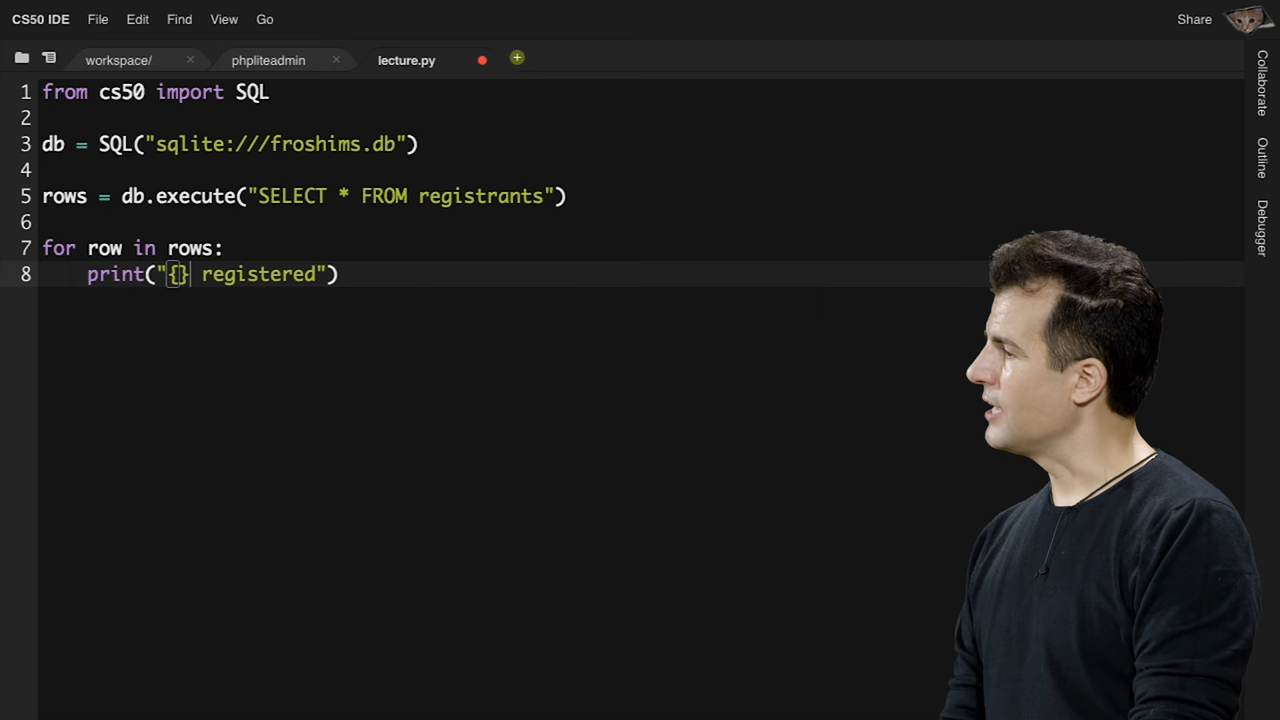 CS50 IDE File Edit Find View Go Share
workspace/ phpliteadmin lecture.py
1 from cs50 import SQL
2
3 db = SQL("sqlite:///froshims.db")
4
5 rows = db.execute("SELECT * FROM registrants")
6
7 for row in rows:
8 print("{} registered")
Collaborate
Outline
Debugger